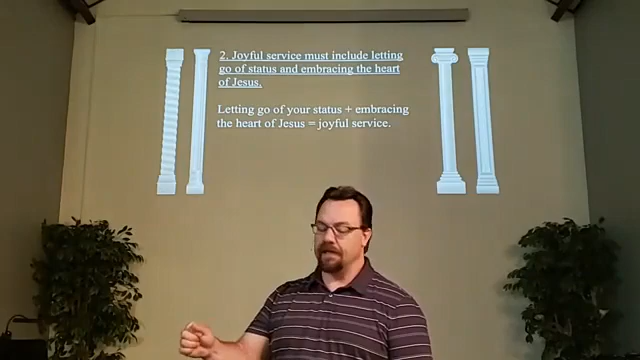 2. Joyful service must include letting
go of status and embracing the heart
of Jesus.
Letting go of your status + embracing
the heart of Jesus = joyful service.